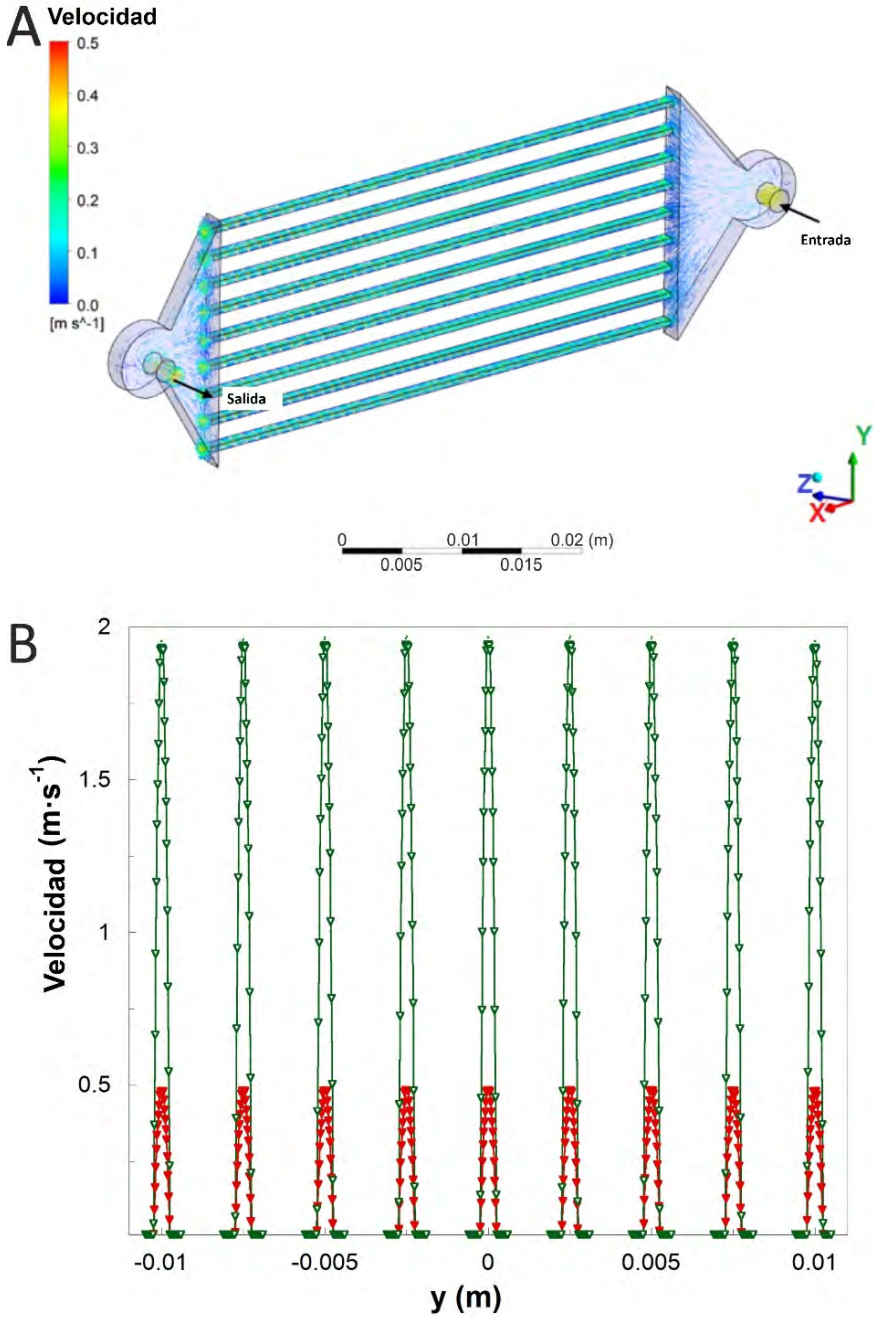 A
Velocidad
0.5
0.4
0.3
0.2
0.1
0.0
[m s^-1]
Entrada
Salida
Y
Z
X
0 0.01 0.02 (m)
0.005 0.015
B
2
1.5
1
0.5
Velocidad (m·s⁻¹)
-0.01 -0.005 0 0.005 0.01
y (m)